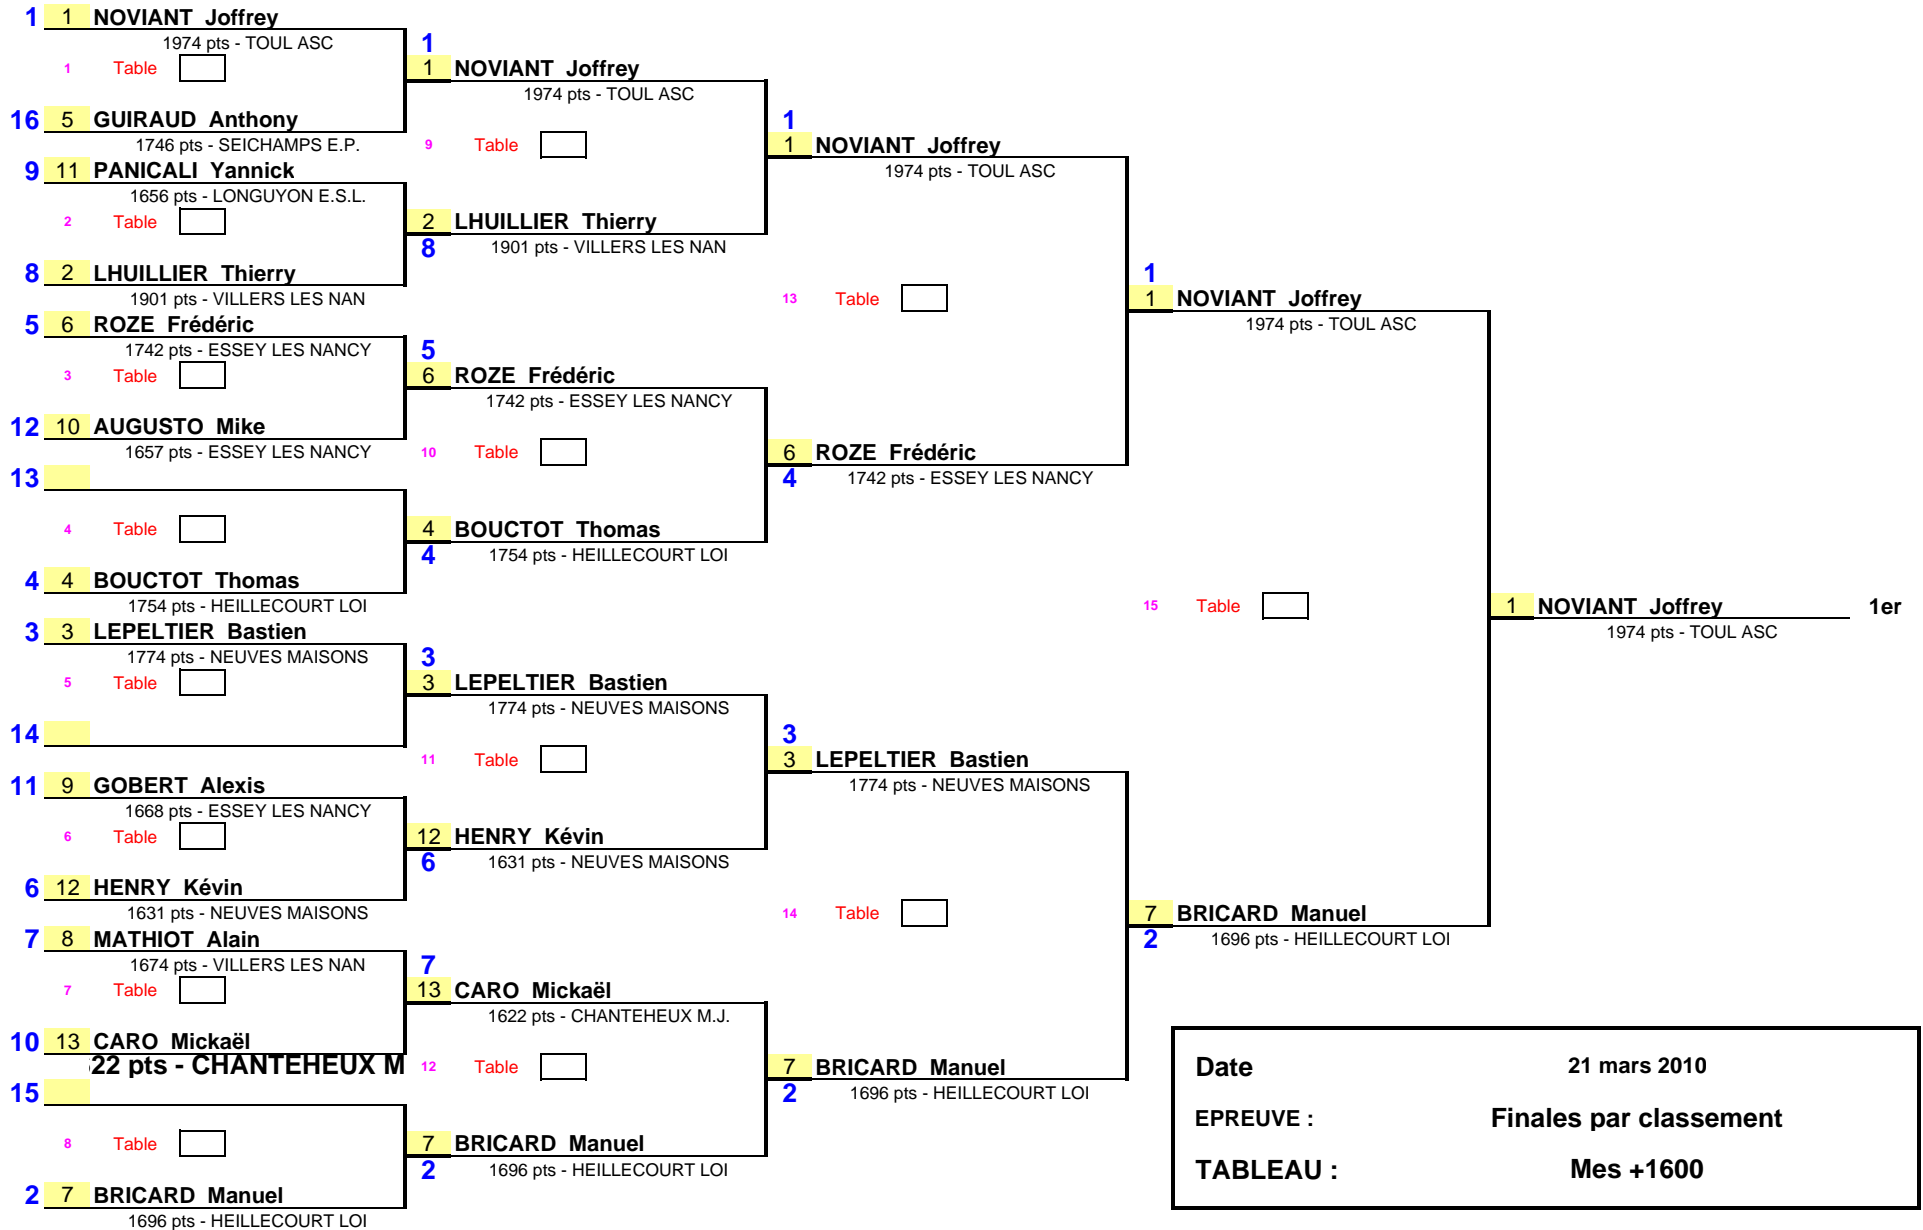 1 1 NOVIANT Joffrey
1974 pts - TOUL ASC
1 Table
16 5 GUIRAUD Anthony
1746 pts - SEICHAMPS E.P.
9 11 PANICALI Yannick
1656 pts - LONGUYON E.S.L.
2 Table
8 2 LHUILLIER Thierry
1901 pts - VILLERS LES NAN
5 6 ROZE Frédéric
1742 pts - ESSEY LES NANCY
3 Table
12 10 AUGUSTO Mike
1657 pts - ESSEY LES NANCY
13
4 Table
4 4 BOUCTOT Thomas
1754 pts - HEILLECOURT LOI
3 3 LEPELTIER Bastien
1774 pts - NEUVES MAISONS
5 Table
14
11 9 GOBERT Alexis
1668 pts - ESSEY LES NANCY
6 Table
6 12 HENRY Kévin
1631 pts - NEUVES MAISONS
7 8 MATHIOT Alain
1674 pts - VILLERS LES NAN
7 Table
10 13 CARO Mickaël
22 pts - CHANTEHEUX M
15
8 Table
2 7 BRICARD Manuel
1696 pts - HEILLECOURT LOI
1
1 NOVIANT Joffrey
1974 pts - TOUL ASC
9 Table
2 LHUILLIER Thierry
8 1901 pts - VILLERS LES NAN
5
6 ROZE Frédéric
1742 pts - ESSEY LES NANCY
10 Table
4 BOUCTOT Thomas
4 1754 pts - HEILLECOURT LOI
3
3 LEPELTIER Bastien
1774 pts - NEUVES MAISONS
11 Table
12 HENRY Kévin
6 1631 pts - NEUVES MAISONS
7
13 CARO Mickaël
1622 pts - CHANTEHEUX M.J.
12 Table
7 BRICARD Manuel
2 1696 pts - HEILLECOURT LOI
1
1 NOVIANT Joffrey
1974 pts - TOUL ASC
13 Table
6 ROZE Frédéric
4 1742 pts - ESSEY LES NANCY
3
3 LEPELTIER Bastien
1774 pts - NEUVES MAISONS
14 Table
7 BRICARD Manuel
2 1696 pts - HEILLECOURT LOI
1
1 NOVIANT Joffrey
1974 pts - TOUL ASC
15 Table
7 BRICARD Manuel
2 1696 pts - HEILLECOURT LOI
1 NOVIANT Joffrey 1er
1974 pts - TOUL ASC
Date 21 mars 2010
EPREUVE : Finales par classement
TABLEAU : Mes +1600